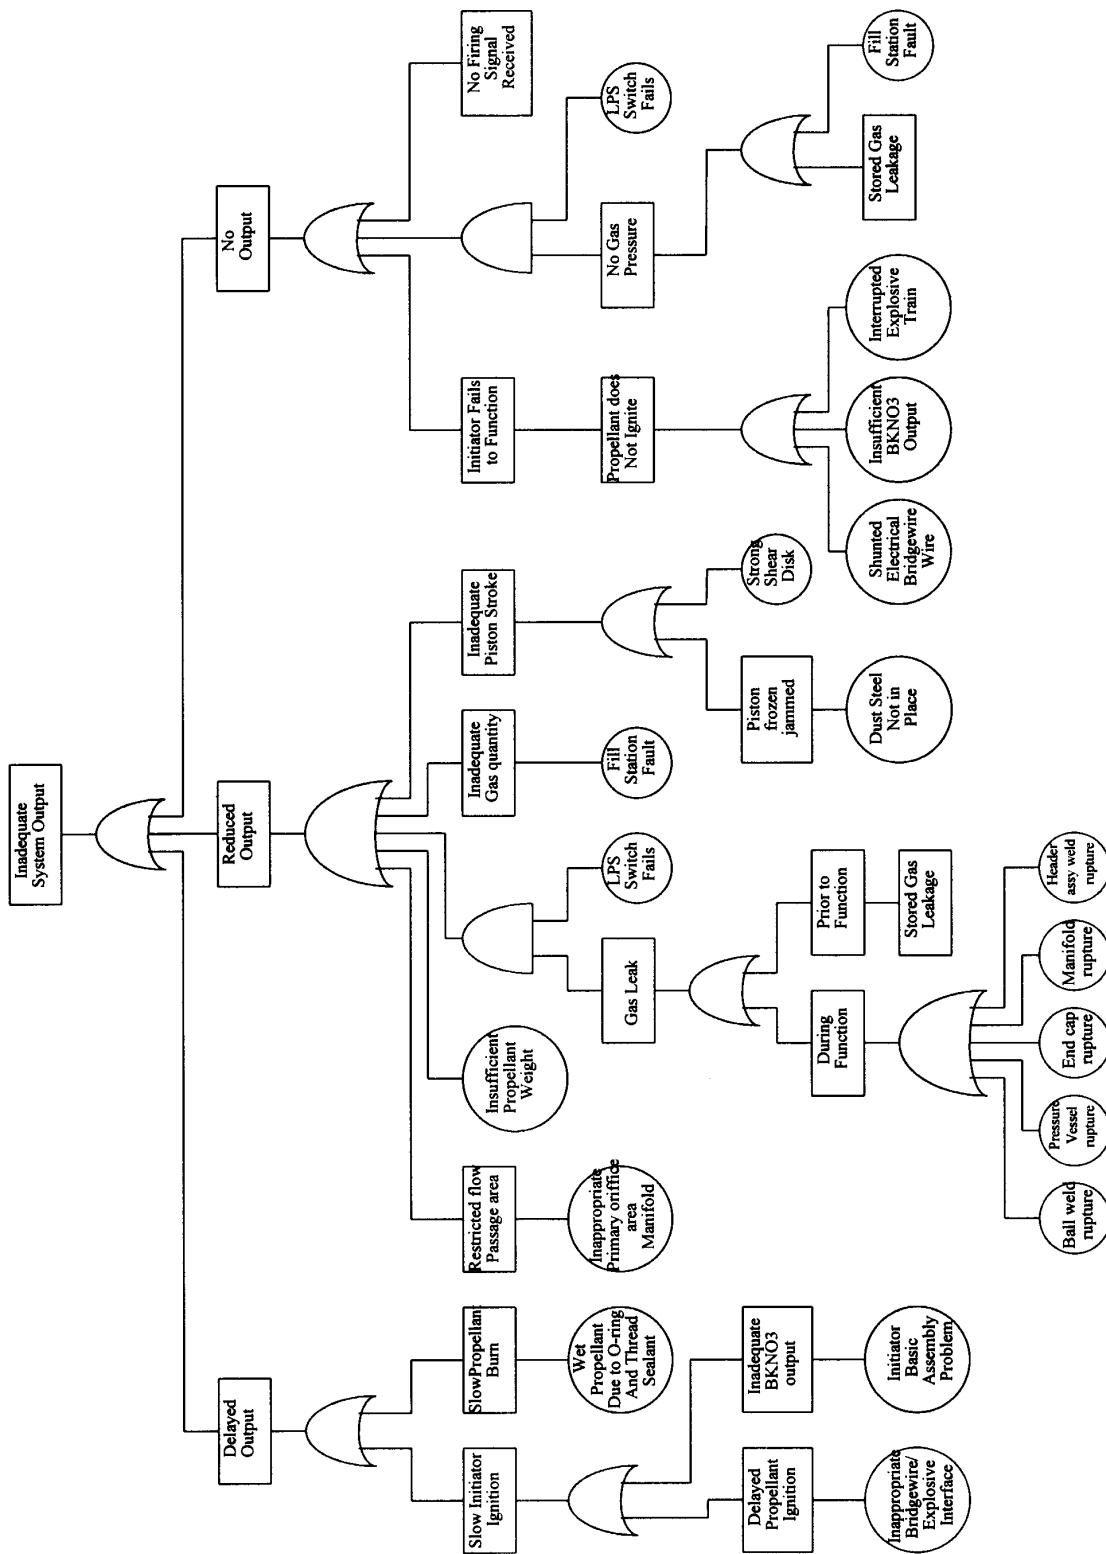 Inadequate
System Output
Delayed
Output
Reduced
Output
No
Output
Slow Initiator
Ignition
SlowPropellant
Burn
Restricted flow
Passage area
Insufficient
Propellant
Weight
Inadequate
Gas quantity
Inadequate
Piston Stroke
Initiator Fails
to Function
No Firing
Signal
Received
Wet
Propellant
Due to O-ring
And Thread
Sealant
Inappropriate
Primary oriffice
area
Manifold
Gas Leak
LPS
Switch
Fails
Fill
Station
Fault
Propellant does
Not Ignite
No Gas
Pressure
LPS
Switch
Fails
Delayed
Propellant
Ignition
Inadequate
BKNO3
output
Piston
frozen
jammed
Strong
Shear
Disk
During
Function
Prior to
Function
Inappropriate
Bridgewire/
Explosive
Interface
Initiator
Basic
Assembly
Problem
Stored Gas
Leakage
Dust Steel
Not in
Place
Shunted
Electrical
Bridgewire
Wire
Insufficient
BKNO3
Output
Interrupted
Explosive
Train
Stored Gas
Leakage
Fill
Station
Fault
Ball weld
rupture
Pressure
Vessel
rupture
End cap
rupture
Manifold
rupture
Header
assy weld
rupture